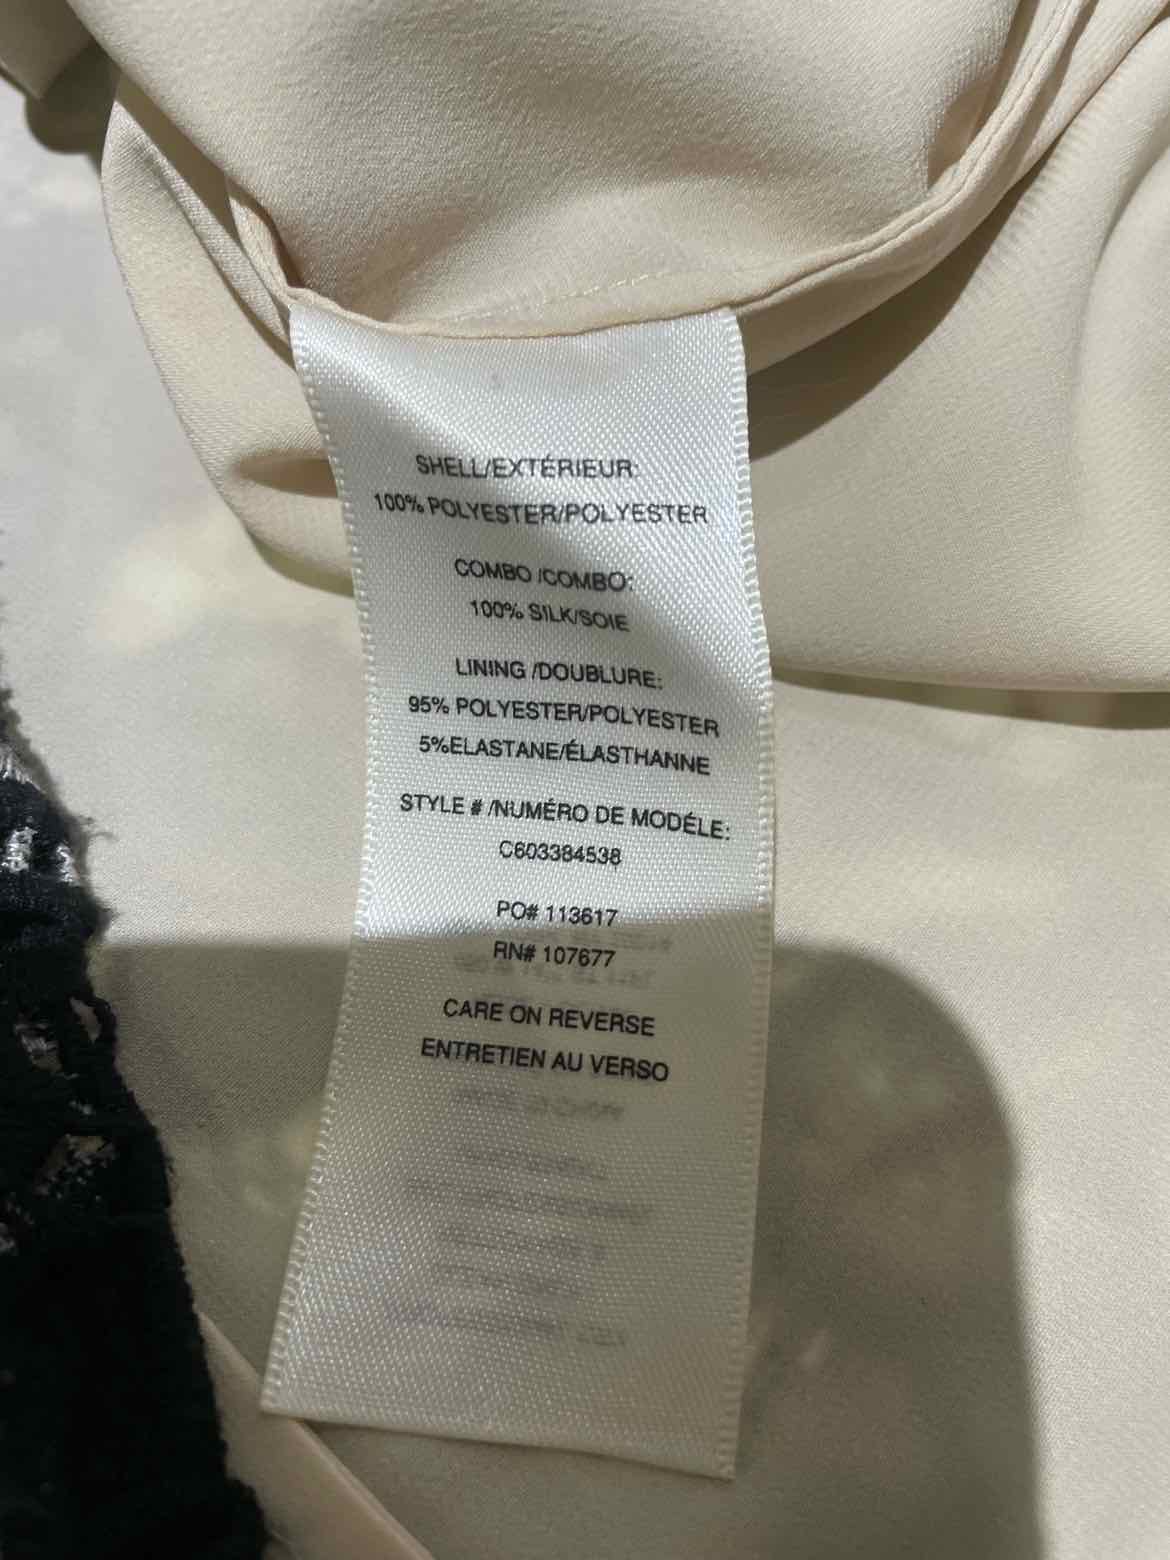 SHELL/EXTÉRIEUR:
100% POLYESTER/POLYESTER
COMBO /COMBO:
100% SILK/SOIE
LINING /DOUBLURE:
95% POLYESTER/POLYESTER
5%ELASTANE/ÉLASTHANNE
STYLE # /NUMÉRO DE MODÉLE:
C603384538
PO# 113617
RN# 107677
CARE ON REVERSE
ENTRETIEN AU VERSO